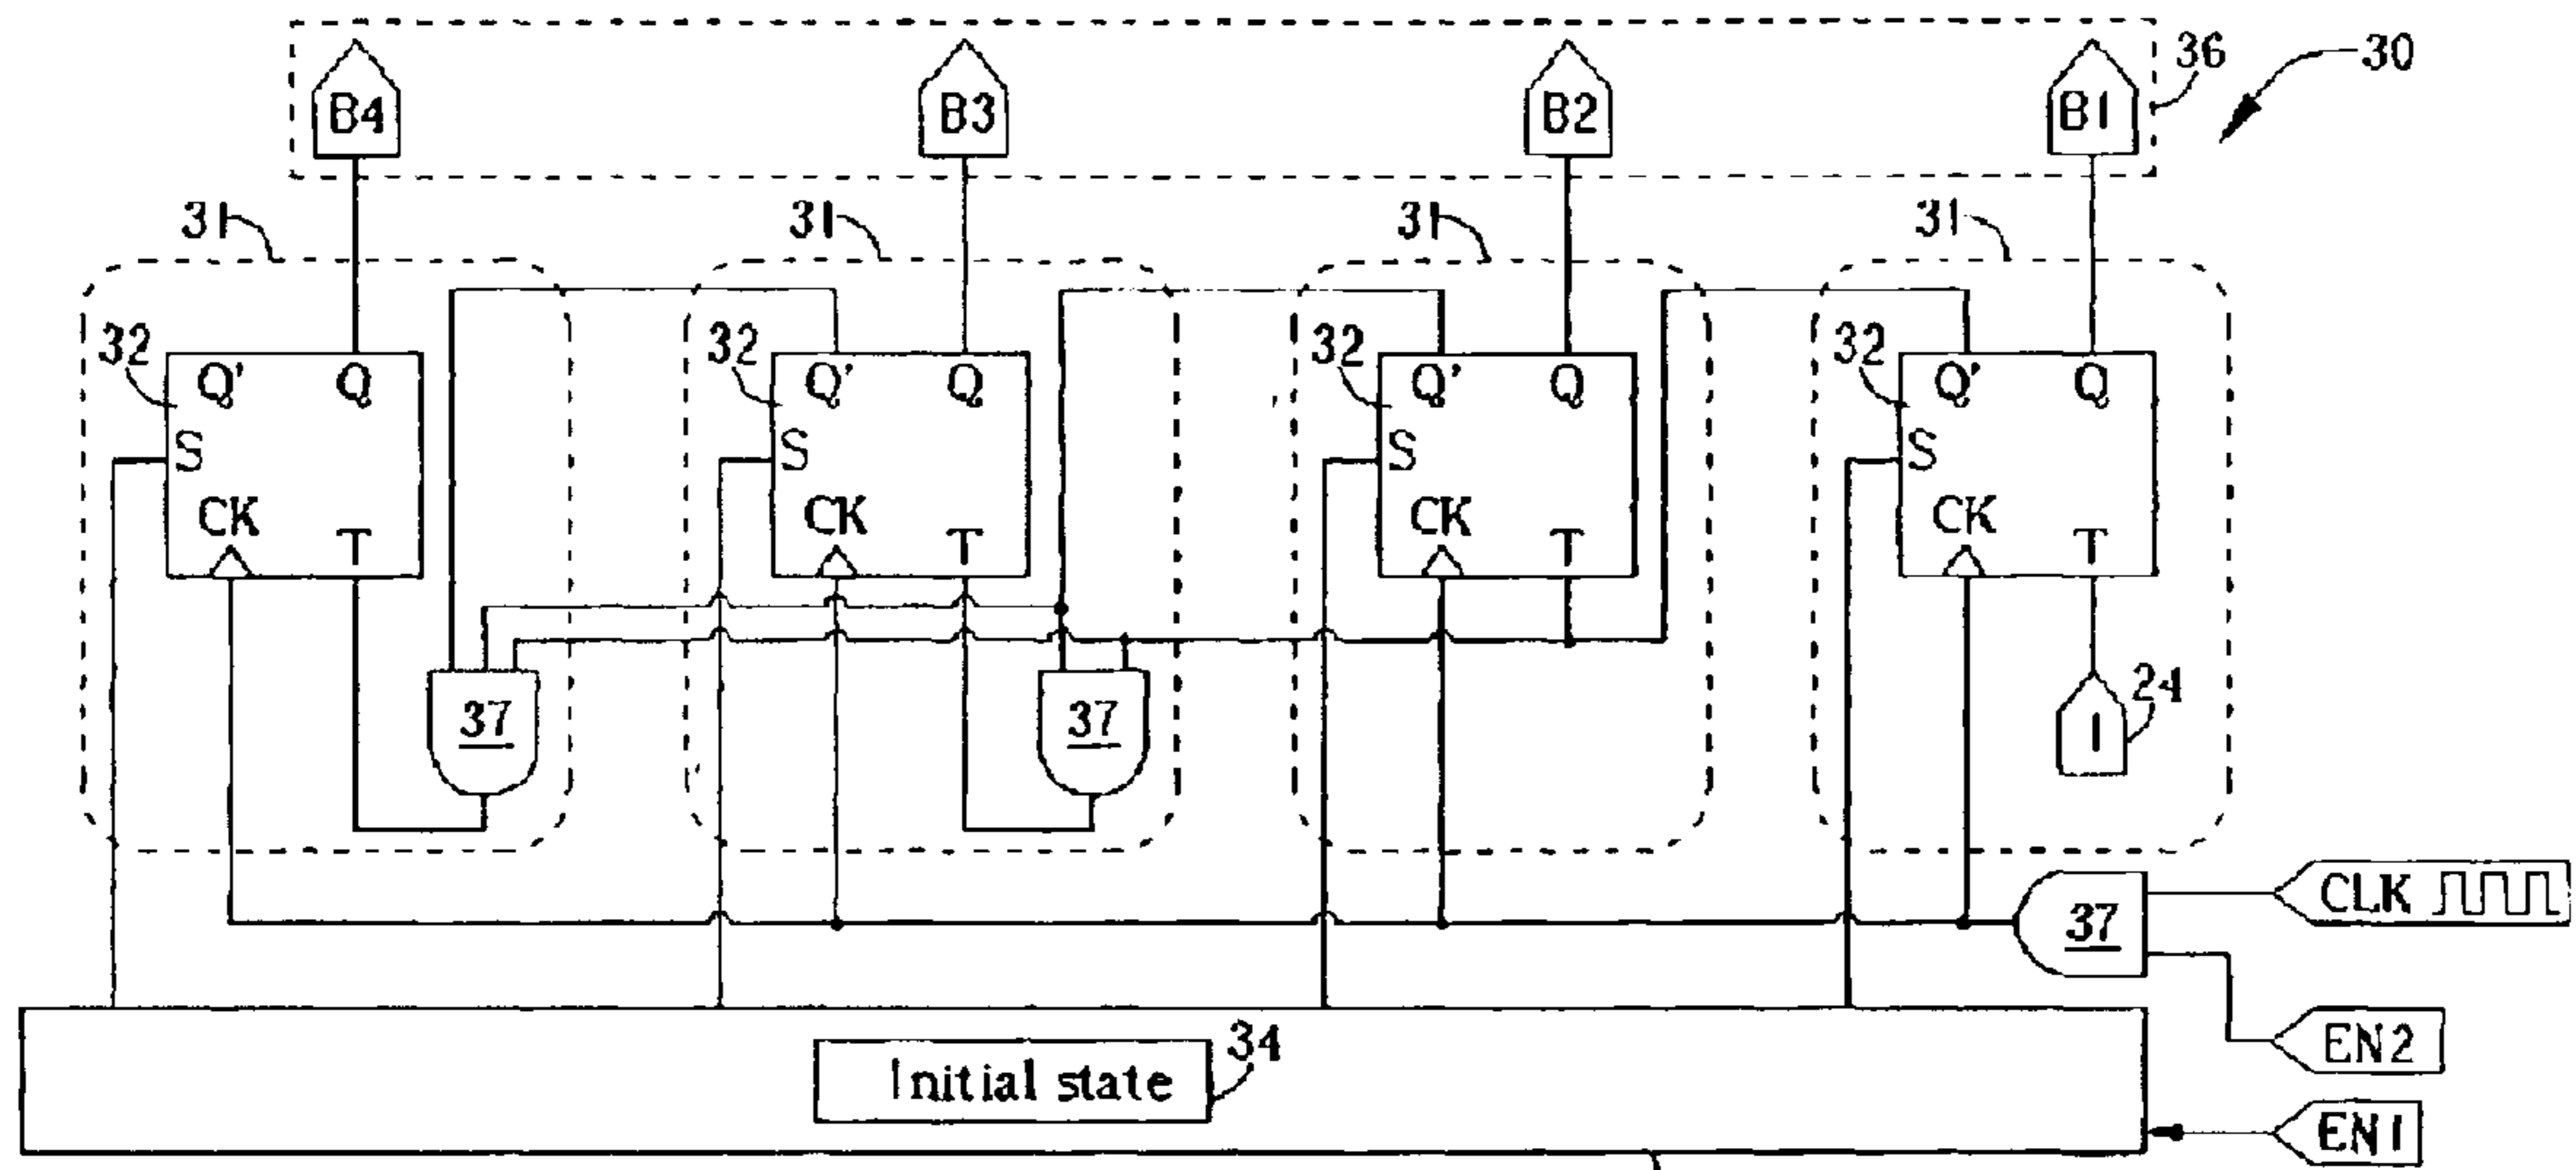 B4 B3 B2 B1 36 30
31 31 31 31
32 Q' Q 32 Q' Q 32 Q' Q 32 Q' Q
S S S S
CK T CK T CK T CK T
37 37 1 24
37 CLK
Initial state 34 EN2
EN1